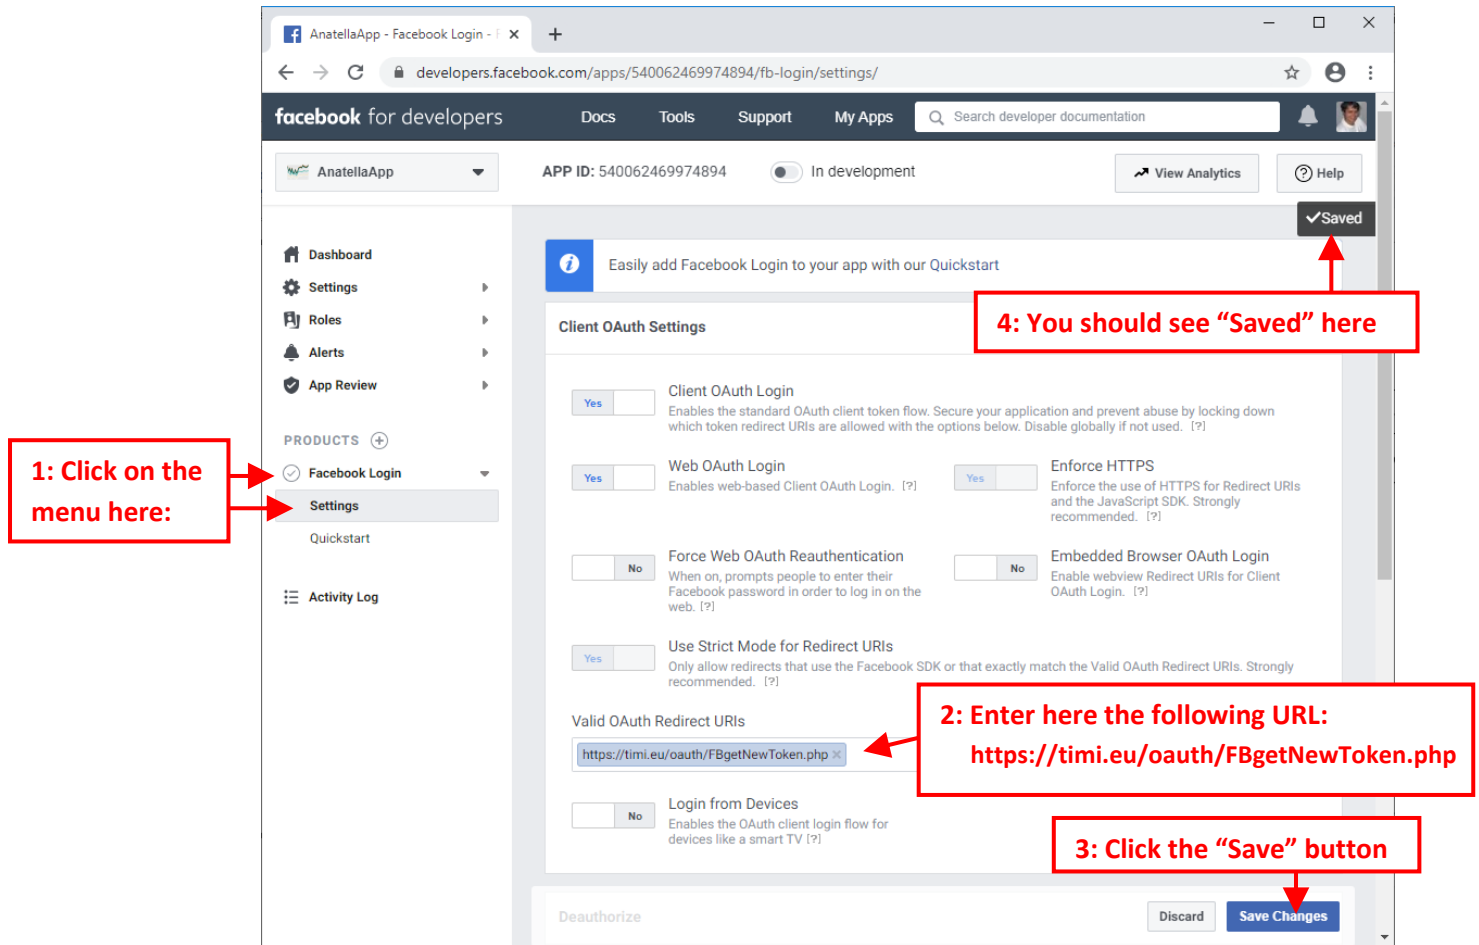 AnatellaApp - Facebook Login - F
developers.facebook.com/apps/540062469974894/fb-login/settings/
facebook for developers
Docs
Tools
Support
My Apps
Search developer documentation
AnatellaApp
APP ID: 540062469974894
In development
View Analytics
Help
Saved
Dashboard
Settings
Roles
Alerts
App Review
PRODUCTS
Facebook Login
Settings
Quickstart
Activity Log
1: Click on the
menu here:
Easily add Facebook Login to your app with our Quickstart
4: You should see “Saved” here
Client OAuth Settings
Yes
Client OAuth Login
Enables the standard OAuth client token flow. Secure your application and prevent abuse by locking down
which token redirect URIs are allowed with the options below. Disable globally if not used. [?]
Yes
Web OAuth Login
Enables web-based Client OAuth Login. [?]
Yes
Enforce HTTPS
Enforce the use of HTTPS for Redirect URIs
and the JavaScript SDK. Strongly
recommended. [?]
No
Force Web OAuth Reauthentication
When on, prompts people to enter their
Facebook password in order to log in on the
web. [?]
No
Embedded Browser OAuth Login
Enable webview Redirect URIs for Client
OAuth Login. [?]
Yes
Use Strict Mode for Redirect URIs
Only allow redirects that use the Facebook SDK or that exactly match the Valid OAuth Redirect URIs. Strongly
recommended. [?]
Valid OAuth Redirect URIs
https://timi.eu/oauth/FBgetNewToken.php
2: Enter here the following URL:
https://timi.eu/oauth/FBgetNewToken.php
No
Login from Devices
Enables the OAuth client login flow for
devices like a smart TV [?]
3: Click the “Save” button
Deauthorize
Discard
Save Changes